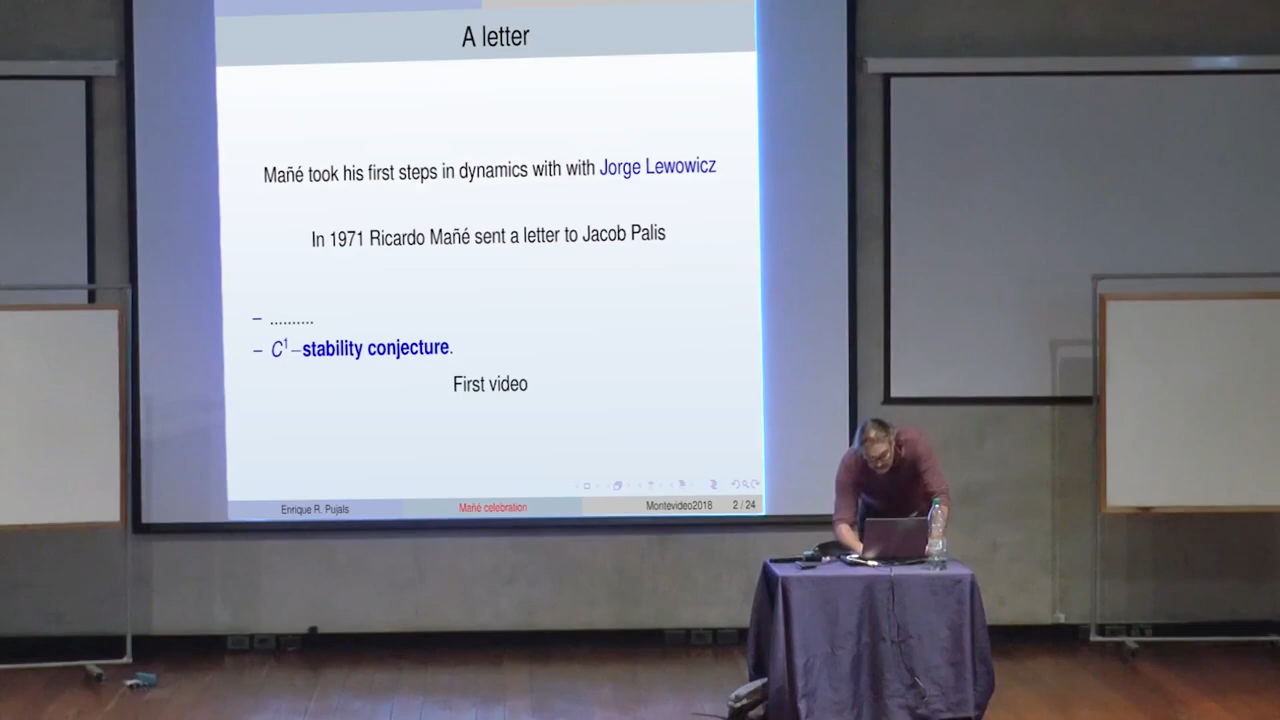 A letter
Mañé took his first steps in dynamics with with Jorge Lewowicz
In 1971 Ricardo Mañé sent a letter to Jacob Palis
– ..........
– C¹–stability conjecture.
First video
Enrique R. Pujals Mañé celebration Montevideo2018 2 / 24